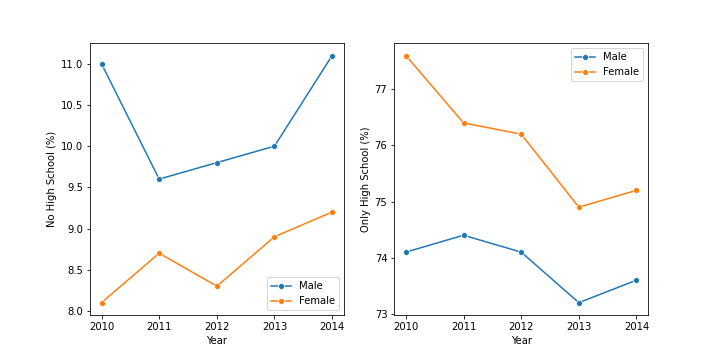 No High School (%)
11.0
10.5
10.0
9.5
9.0
8.5
8.0
2010 2011 2012 2013 2014
Year
Male
Female
Only High School (%)
77
76
75
74
73
2010 2011 2012 2013 2014
Year
Male
Female